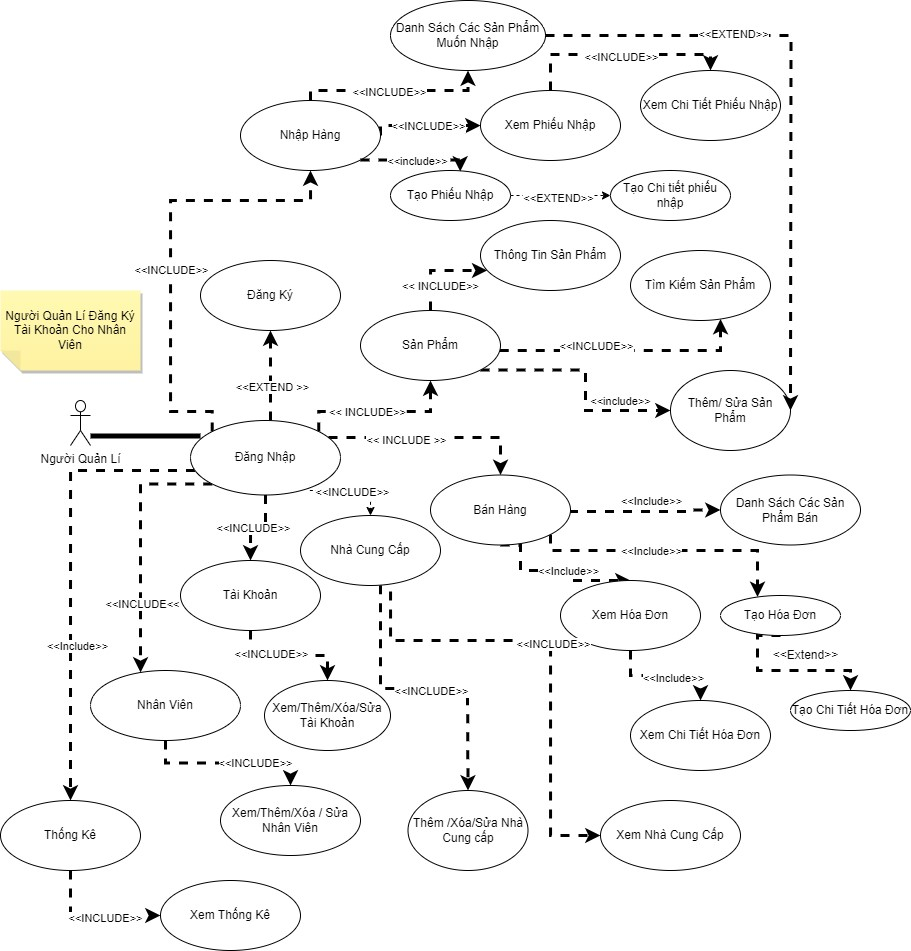 Danh Sách Các Sản Phẩm
Muốn Nhập
<<EXTEND>>
<<INCLUDE>>
Xem Chi Tiết Phiếu Nhập
<<INCLUDE>>
Nhập Hàng
<<INCLUDE>>
Xem Phiếu Nhập
<<include>>
Tạo Phiếu Nhập
<<EXTEND>>
Tạo Chi tiết phiếu
nhập
<<INCLUDE>>
Thông Tin Sản Phẩm
<< INCLUDE>>
Tìm Kiếm Sản Phẩm
Đăng Ký
Người Quản Lí Đăng Ký
Tải Khoản Cho Nhân
Viên
Sản Phẩm
<<INCLUDE>>
<<EXTEND >>
<< INCLUDE>>
<<include>>
Thêm/ Sửa Sản
Phẩm
Người Quản Lí
Đăng Nhập
<< INCLUDE >>
<<INCLUDE>>
Bán Hàng
<<Include>>
Danh Sách Các Sản
Phẩm Bán
<<INCLUDE>>
Nhà Cung Cấp
<<Include>>
<<Include>>
Tài Khoản
<<INCLUDE<<
Xem Hóa Đơn
Tạo Hóa Đơn
<<Include>>
<<INCLUDE>>
<<INCLUDE>>
<<Extend>>
<<Include>>
<<INCLUDE>>
Nhân Viên
Xem/Thêm/Xóa/Sửa
Tài Khoản
Tạo Chi Tiết Hóa Đơn
Xem Chi Tiết Hóa Đơn
<<INCLUDE>>
Xem/Thêm/Xóa / Sửa
Nhân Viên
Thêm /Xóa/Sửa Nhà
Cung cấp
Xem Nhà Cung Cấp
Thống Kê
<<INCLUDE>>
Xem Thống Kê